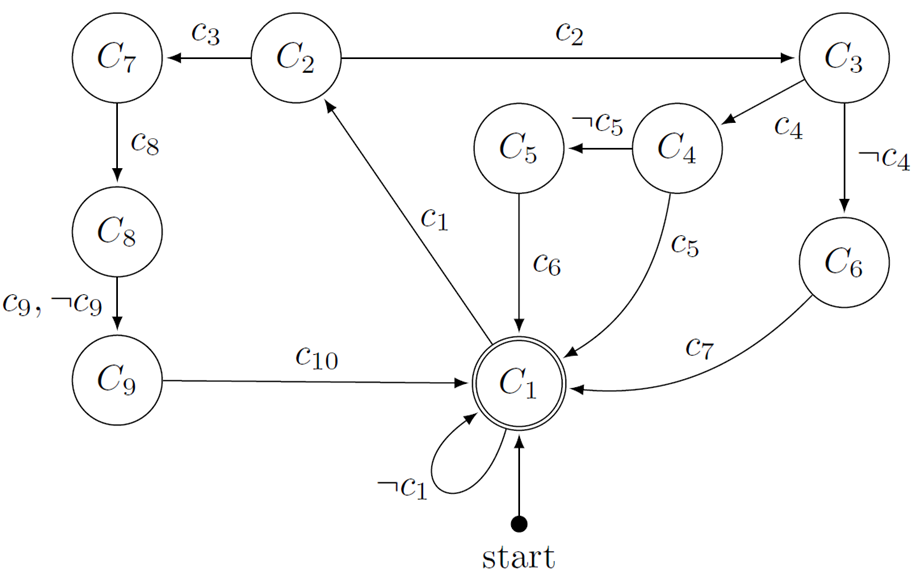 c₃
c₂
C₇
C₂
C₃
¬c₅
c₄
C₅
C₄
c₈
¬c₄
c₁
C₈
c₅
C₆
c₆
c₉, ¬c₉
c₁₀
c₇
C₉
C₁
¬c₁
start